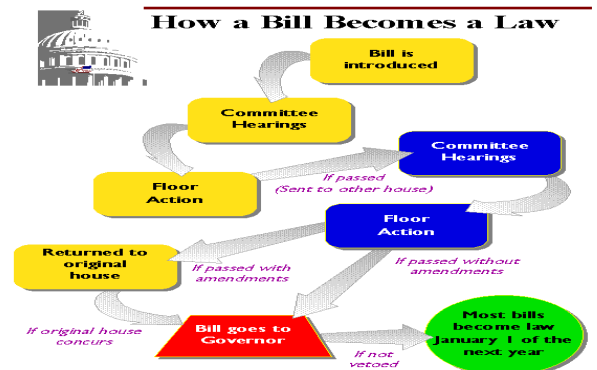 How a Bill Becomes a Law
Bill is
introduced
Committee
Hearings
Committee
Hearings
If passed
(Sent to other house)
Floor
Action
Floor
Action
Returned to
original
house
If passed with
amendments
If passed without
amendments
If original house
concurs
Bill goes to
Governor
If not
vetoed
Most bills
become law
January 1 of the
next year